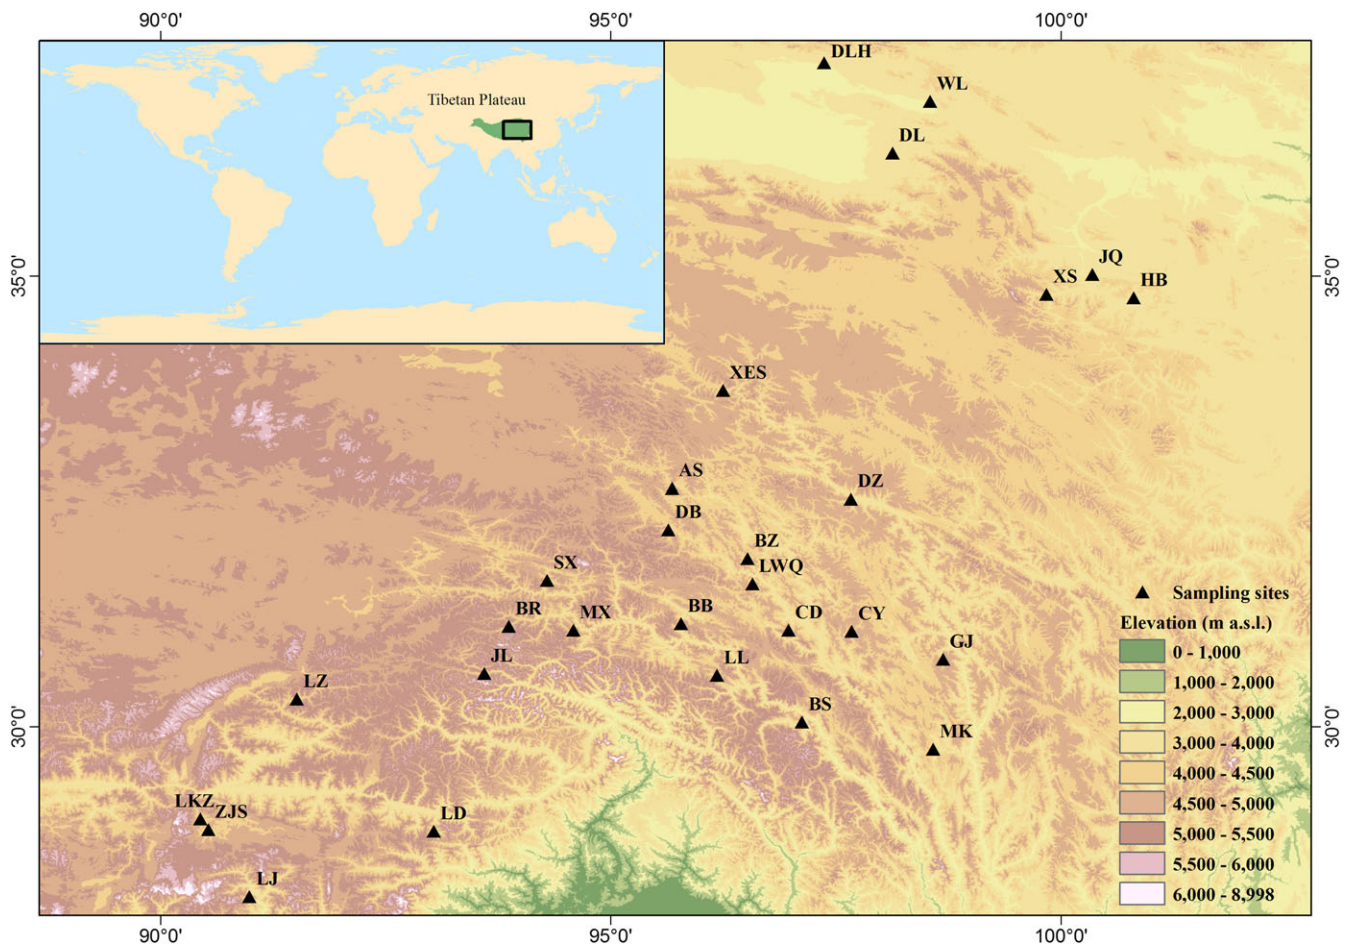 90°0' 95°0' 100°0'
Tibetan Plateau
DLH
WL
DL
35°0' 35°0'
JQ
XS
HB
XES
AS
DZ
DB
BZ
SX
LWQ
BR
MX
BB
CD
CY
GJ
JL
LL
LZ
BS
MK
30°0' 30°0'
LKZ
ZJS
LD
LJ
Sampling sites
Elevation (m a.s.l.)
0 - 1,000
1,000 - 2,000
2,000 - 3,000
3,000 - 4,000
4,000 - 4,500
4,500 - 5,000
5,000 - 5,500
5,500 - 6,000
6,000 - 8,998
90°0' 95°0' 100°0'